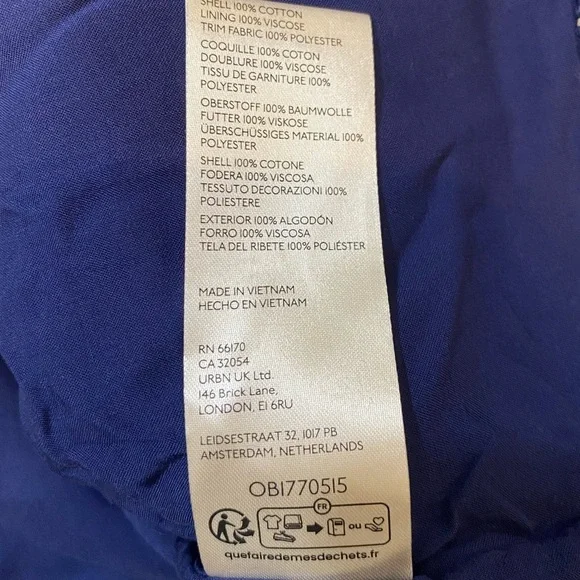 SHELL 100% COTTON
LINING 100% VISCOSE
TRIM FABRIC 100% POLYESTER
COQUILLE 100% COTON
DOUBLURE 100% VISCOSE
TISSU DE GARNITURE 100%
POLYESTER
OBERSTOFF 100% BAUMWOLLE
FUTTER 100% VISKOSE
ÜBERSCHÜSSIGES MATERIAL 100%
POLYESTER
SHELL 100% COTONE
FODERA 100% VISCOSA
TESSUTO DECORAZIONI 100%
POLIESTERE
EXTERIOR 100% ALGODÓN
FORRO 100% VISCOSA
TELA DEL RIBETE 100% POLIÉSTER
MADE IN VIETNAM
HECHO EN VIETNAM
RN 66170
CA 32054
URBN UK Ltd.
146 Brick Lane,
LONDON, E1 6RU
LEIDSESTRAAT 32, 1017 PB
AMSTERDAM, NETHERLANDS
OB1770515
FR
ou
quefairedemesdechets.fr